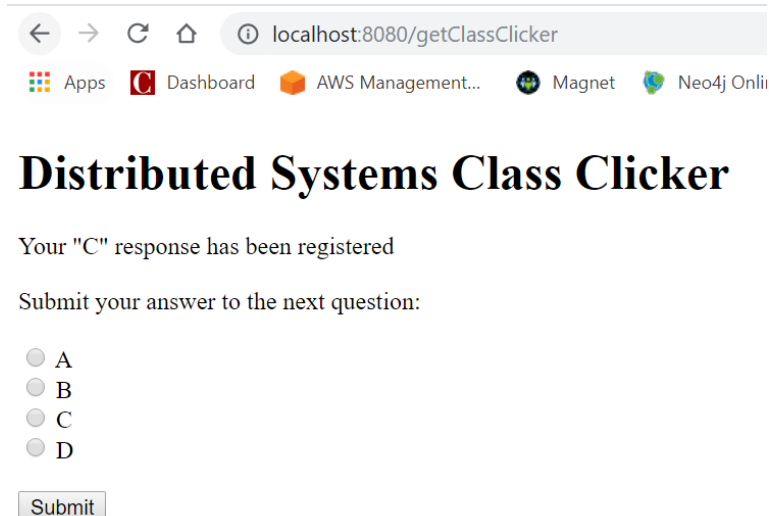 localhost:8080/getClassClicker
Apps C Dashboard AWS Management... Magnet Neo4j Onli
Distributed Systems Class Clicker
Your "C" response has been registered
Submit your answer to the next question:
A
B
C
D
Submit